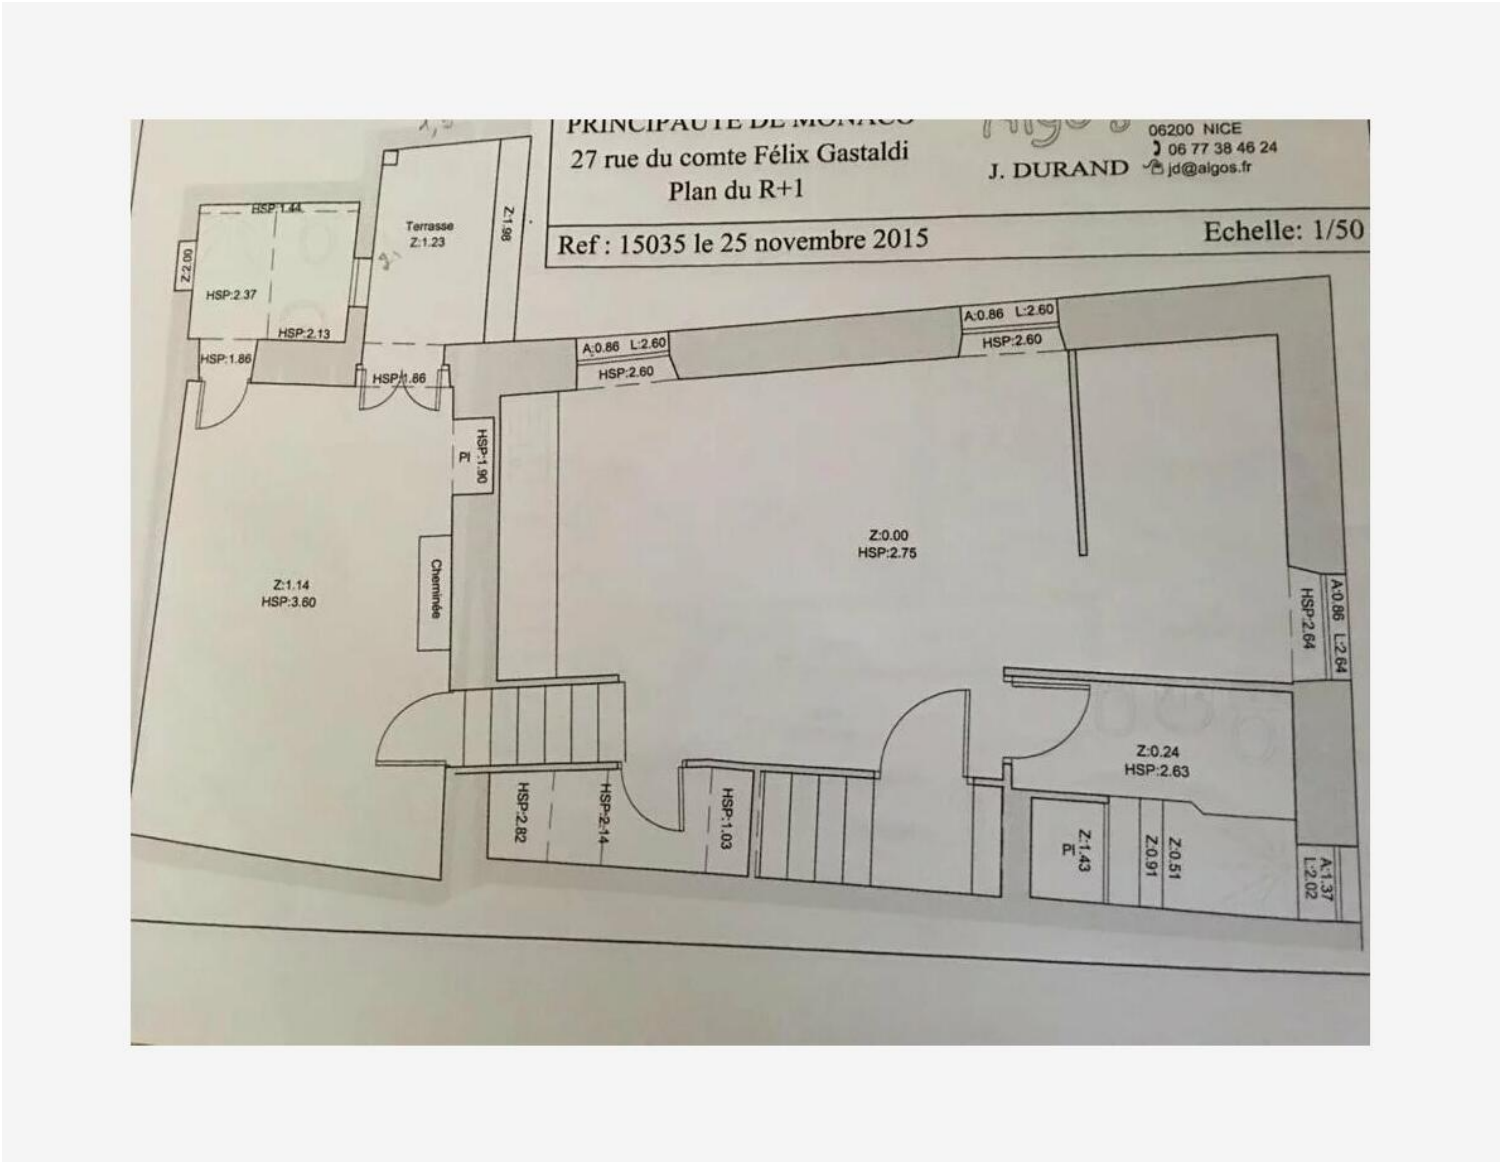 PRINCIPAUTE DE MONACO
27 rue du comte Félix Gastaldi
Plan du R+1
Algos
J. DURAND
06200 NICE
06 77 38 46 24
jd@algos.fr
Ref : 15035 le 25 novembre 2015
Echelle: 1/50
HSP:1.44
Z:2.00
HSP:2.37
HSP:2.13
HSP:1.86
Terrasse
Z:1.23
Z:1.98
HSP:1.86
A:0.86 L:2.60
HSP:2.60
A:0.86 L:2.60
HSP:2.60
Pl
HSP:1.90
Cheminée
Z:1.14
HSP:3.60
Z:0.00
HSP:2.75
A:0.86 L:2.64
HSP:2.64
Z:0.24
HSP:2.63
HSP:2.82
HSP:2.14
HSP:1.03
Z:1.43
Pl
Z:0.51
Z:0.91
A:1.37
L:2.02